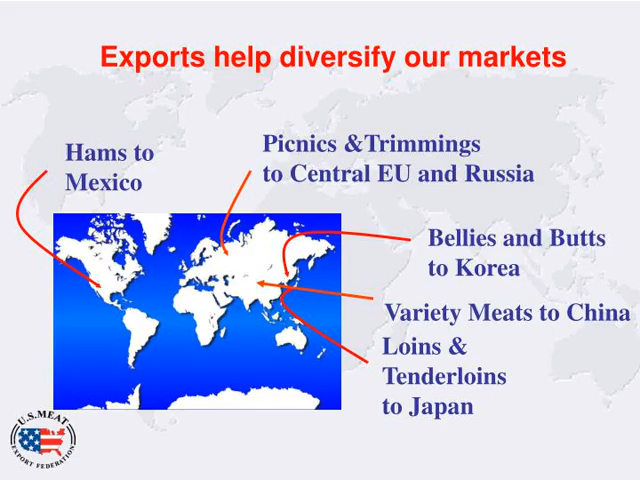 Exports help diversify our markets
Hams to
Mexico
Picnics &Trimmings
to Central EU and Russia
Bellies and Butts
to Korea
Variety Meats to China
Loins &
Tenderloins
to Japan
U.S.MEAT
EXPORT FEDERATION